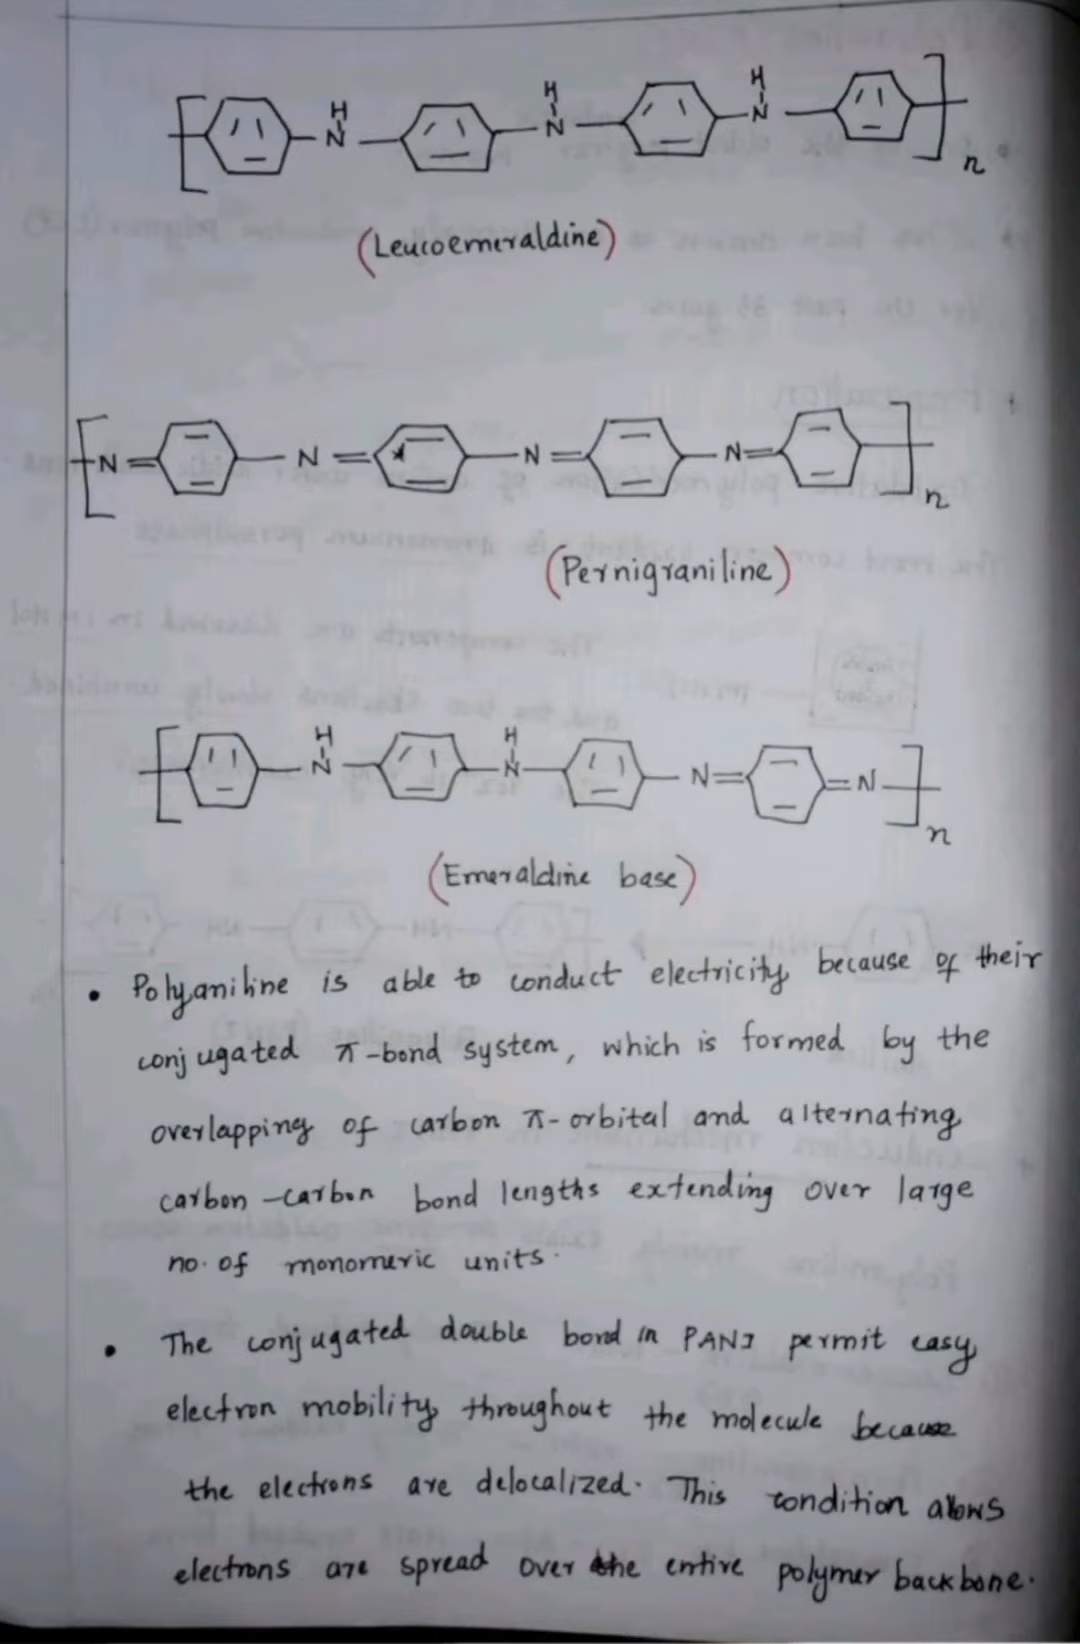 H H H
N N N
n
(Leucoemeraldine)
N N N N
n
(Pernigraniline)
H H
N N N N
n
(Emeraldine base)
• Polyaniline is able to conduct electricity because of their
conjugated π-bond system, which is formed by the
overlapping of carbon π-orbital and alternating
carbon-carbon bond lengths extending over large
no. of monomeric units.
• The conjugated double bond in PANI permit easy
electron mobility throughout the molecule because
the electrons are delocalized. This condition allows
electrons are spread over the entire polymer backbone.